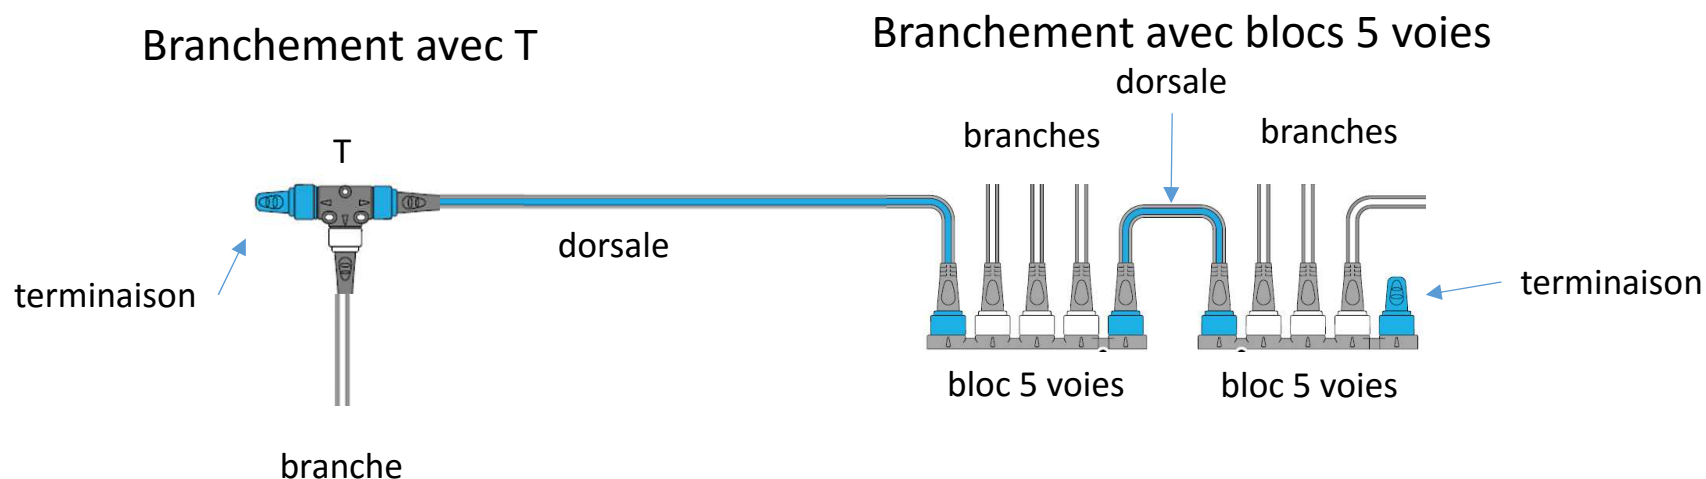 Branchement avec T
Branchement avec blocs 5 voies
dorsale
branches
branches
T
dorsale
terminaison
terminaison
bloc 5 voies
bloc 5 voies
branche